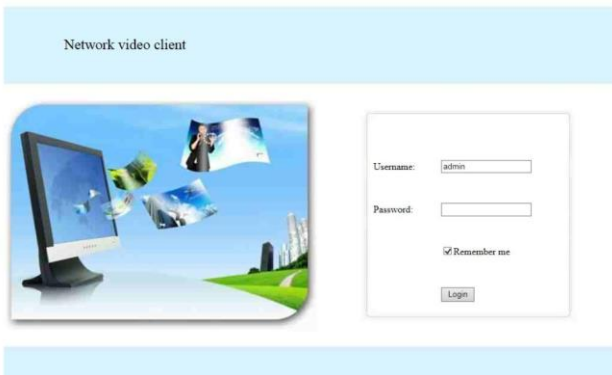 Network video client
Username: admin
Password:
Remember me
Login